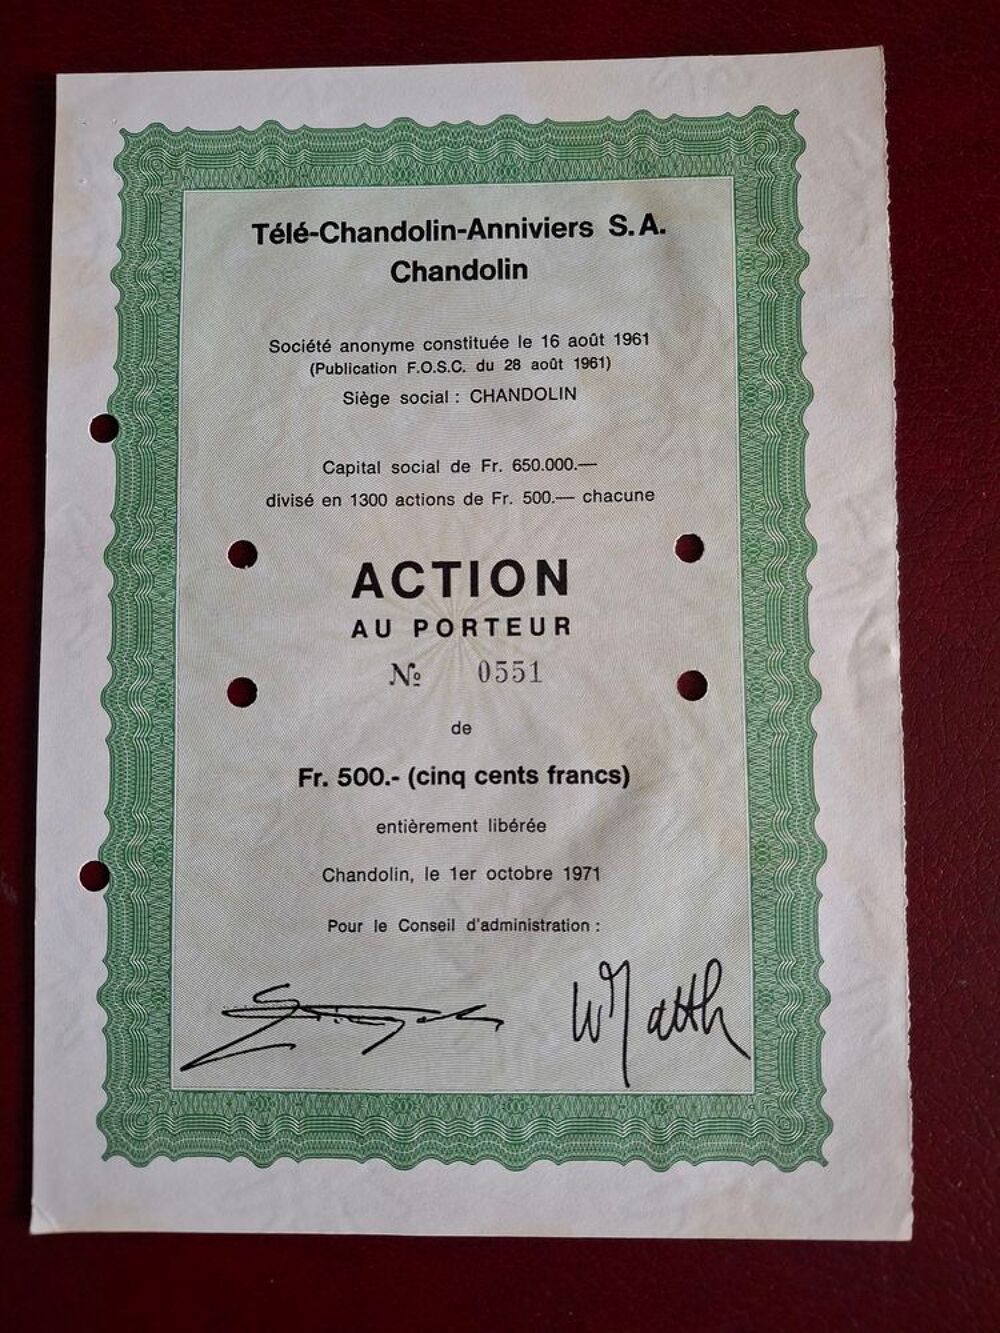 Télé-Chandolin-Anniviers S.A.
Chandolin
Société anonyme constituée le 16 août 1961
(Publication F.O.S.C. du 28 août 1961)
Siège social : CHANDOLIN
Capital social de Fr. 650.000.—
divisé en 1300 actions de Fr. 500.— chacune
ACTION
AU PORTEUR
№ 0551
de
Fr. 500.- (cinq cents francs)
entièrement libérée
Chandolin, le 1er octobre 1971
Pour le Conseil d'administration :